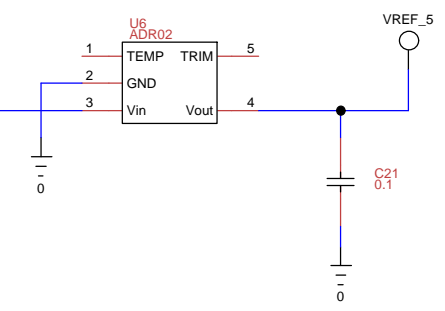 VREF_5
U6
ADR02
1
TEMP
TRIM
5
2
GND
3
Vin
Vout
4
C21
0.1
0
0